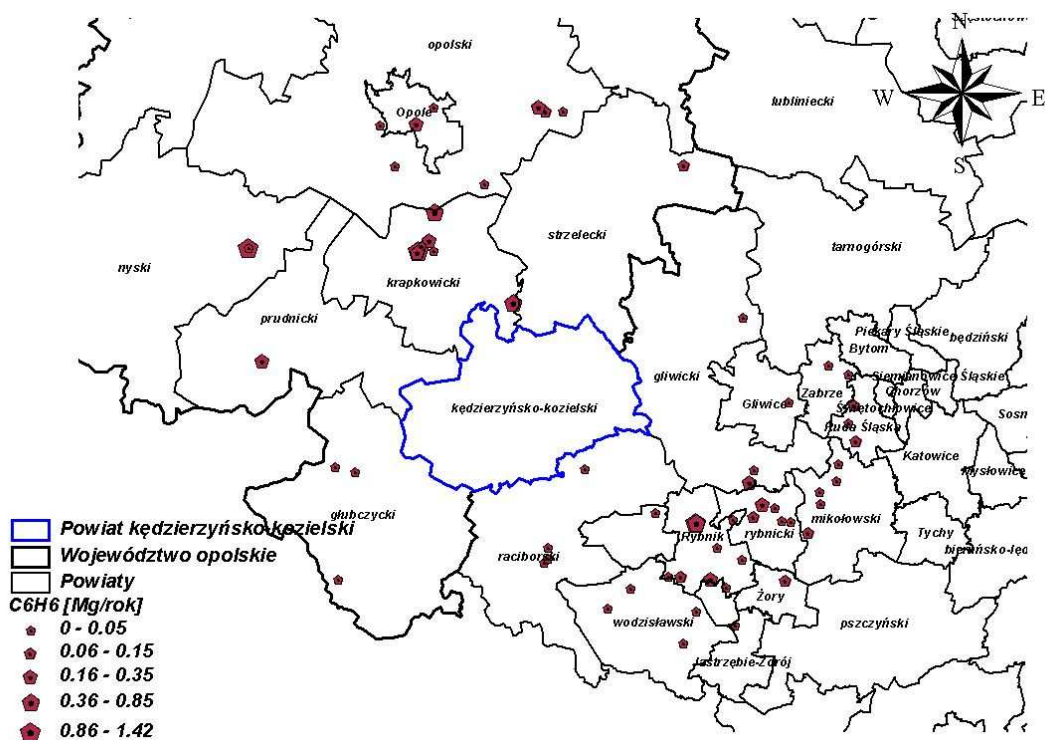 N
W
E
S
opolski
Opole
lubliniecki
strzelecki
tarnogórski
nyski
krapkowicki
prudnicki
Piekary Śląskie
Bytom
będziński
Siemianowice Śląskie
gliwicki
Zabrze
Chorzów
Gliwice
Świętochłowice
kędzierzyńsko-kozielski
Sosn
Ruda Śląska
Katowice
Mysłowice
głubczycki
mikołowski
Rybnik
rybnicki
Tychy
raciborski
Żory
wodzisławski
pszczyński
Jastrzębie-Zdrój
Powiat kędzierzyńsko-kozielski
Województwo opolskie
Powiaty
C6H6 [Mg/rok]
0 - 0.05
0.06 - 0.15
0.16 - 0.35
0.36 - 0.85
0.86 - 1.42